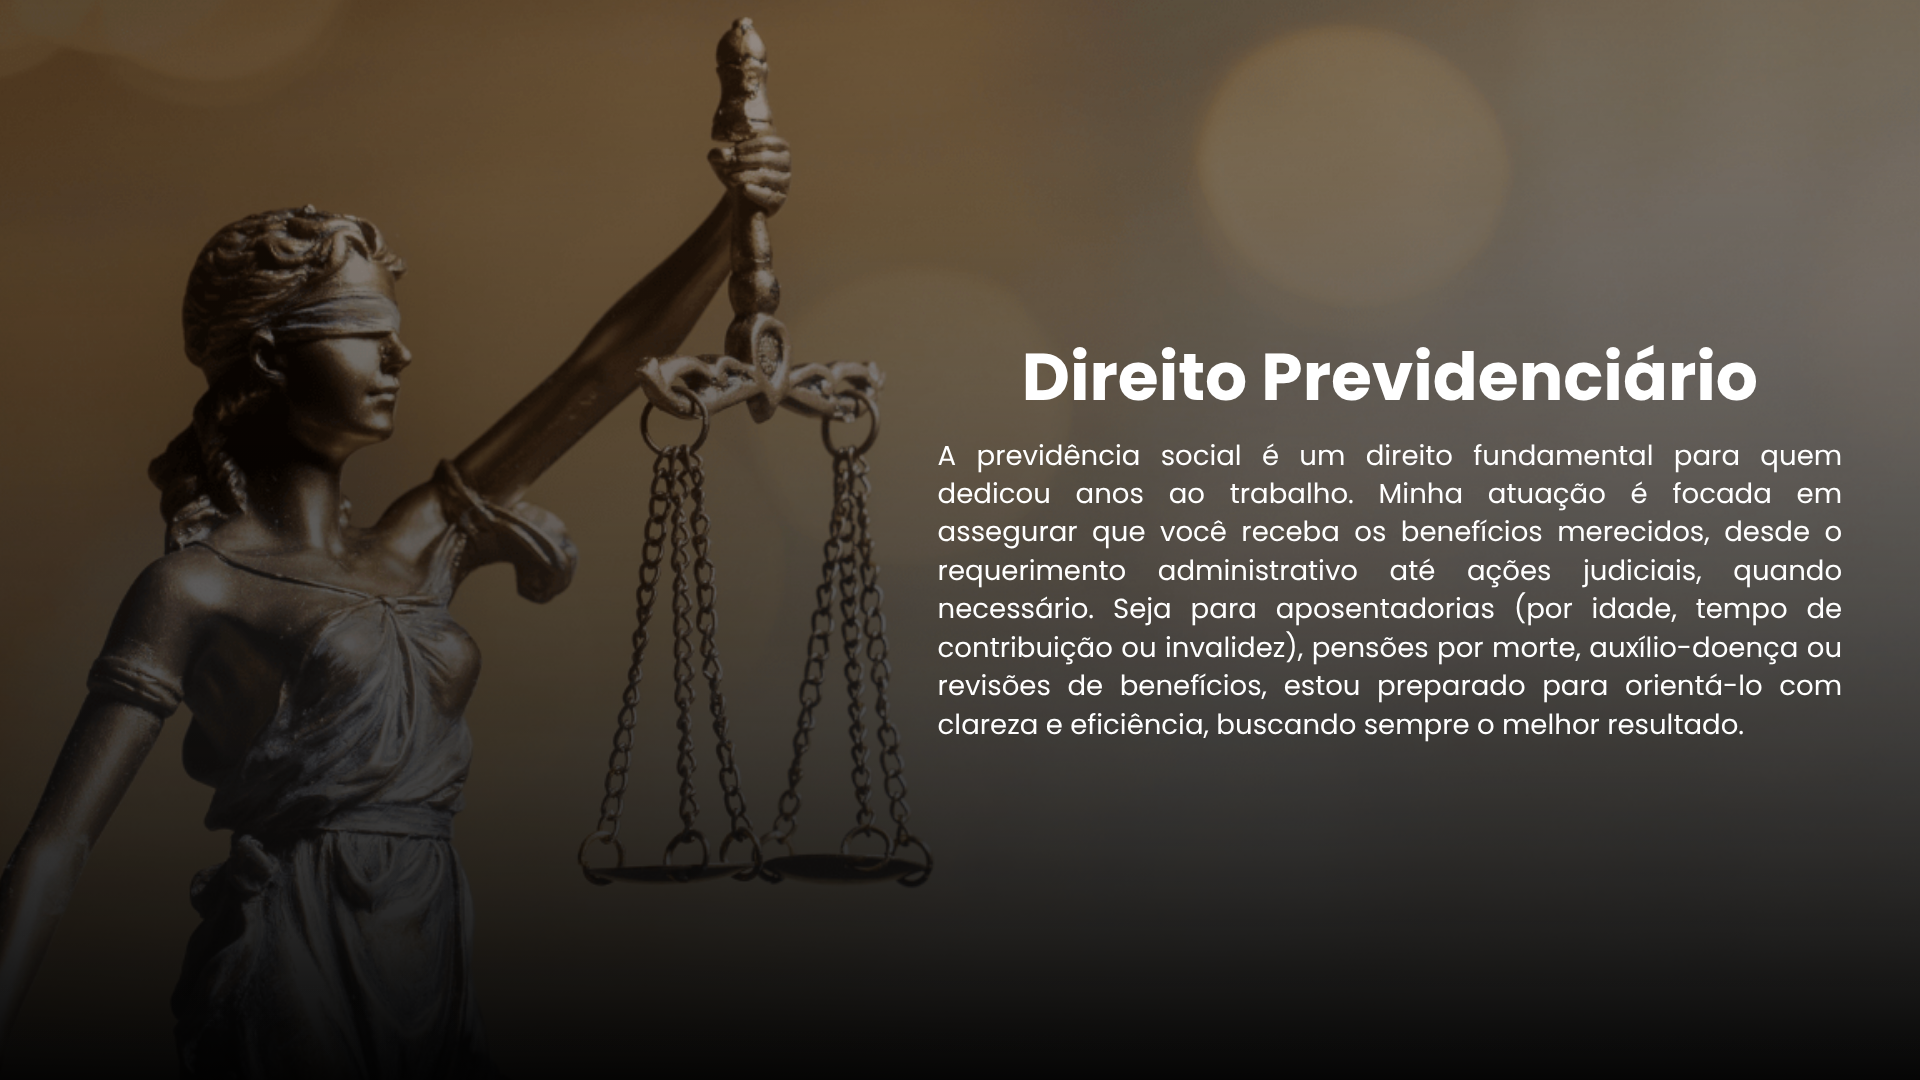 Direito Previdenciário
A previdência social é um direito fundamental para quem
dedicou anos ao trabalho. Minha atuação é focada em
assegurar que você receba os benefícios merecidos, desde o
requerimento administrativo até ações judiciais, quando
necessário. Seja para aposentadorias (por idade, tempo de
contribuição ou invalidez), pensões por morte, auxílio-doença ou
revisões de benefícios, estou preparado para orientá-lo com
clareza e eficiência, buscando sempre o melhor resultado.